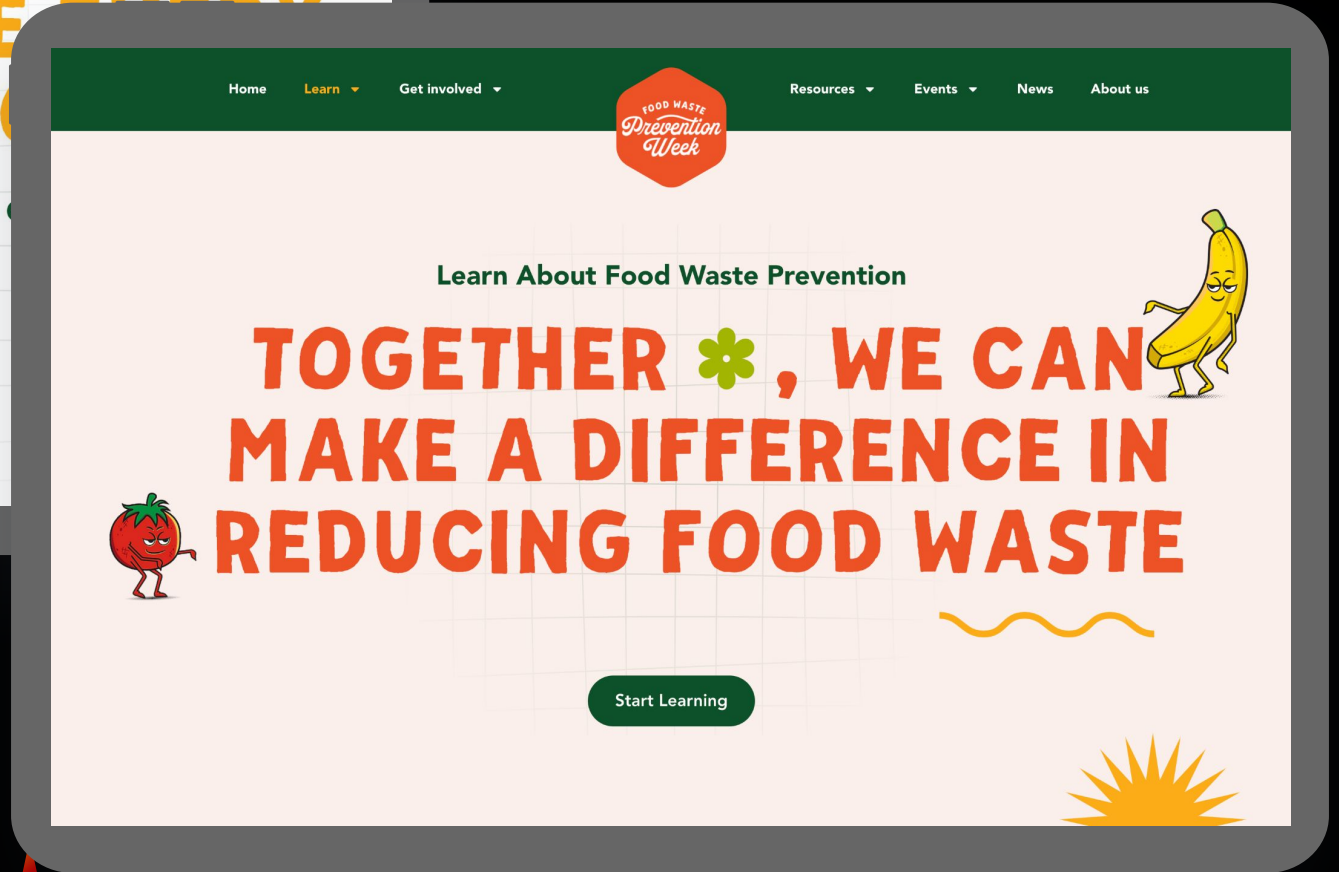 Home Learn Get involved Resources Events News About us
FOOD WASTE
Prevention
Week
Learn About Food Waste Prevention
TOGETHER , WE CAN
MAKE A DIFFERENCE IN
REDUCING FOOD WASTE
Start Learning